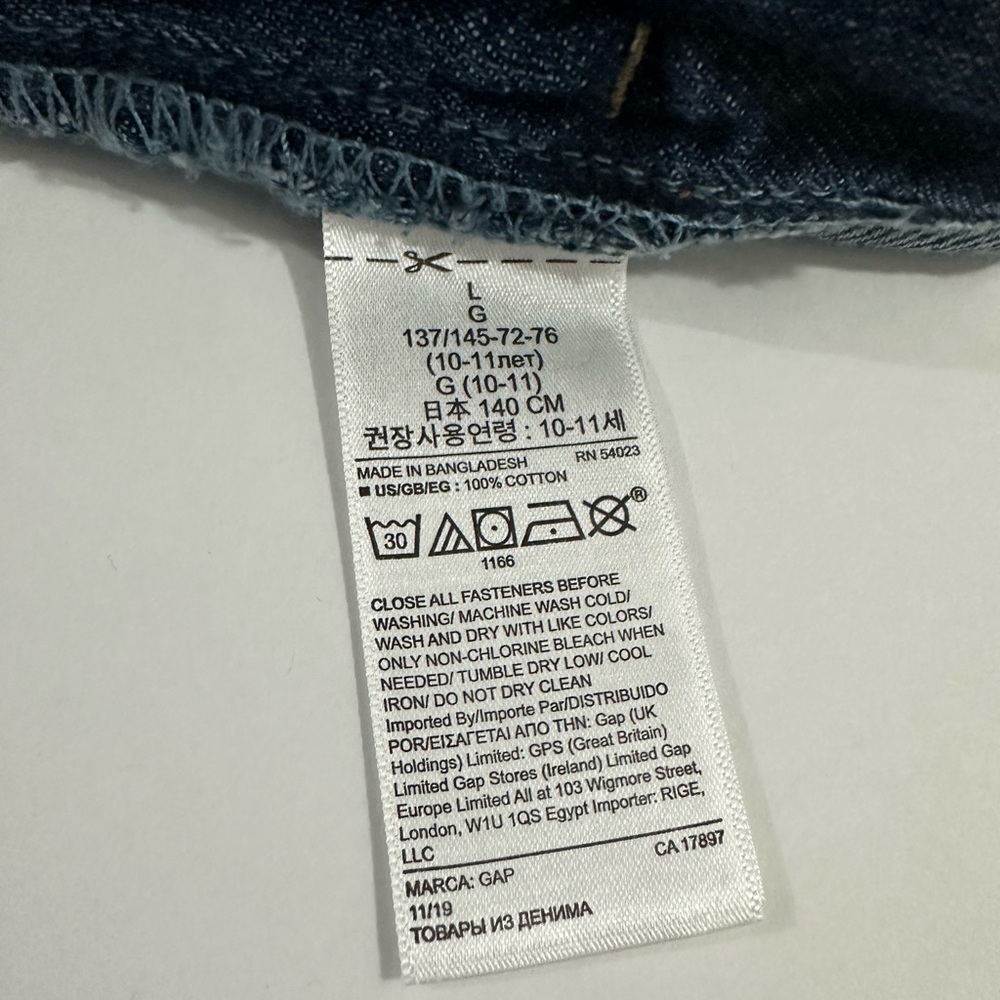 L
G
137/145-72-76
(10-11лет)
G (10-11)
日本 140 CM
권장사용연령 : 10-11세
MADE IN BANGLADESH RN 54023
■ US/GB/EG : 100% COTTON
30
®
1166
CLOSE ALL FASTENERS BEFORE
WASHING/ MACHINE WASH COLD/
WASH AND DRY WITH LIKE COLORS/
ONLY NON-CHLORINE BLEACH WHEN
NEEDED/ TUMBLE DRY LOW/ COOL
IRON/ DO NOT DRY CLEAN
Imported By/Importe Par/DISTRIBUIDO
POR/ΕΙΣΑΓΕΤΑΙ ΑΠΟ ΤΗΝ: Gap (UK
Holdings) Limited: GPS (Great Britain)
Limited Gap Stores (Ireland) Limited Gap
Europe Limited All at 103 Wigmore Street,
London, W1U 1QS Egypt Importer: RIGE,
LLC CA 17897
MARCA: GAP
11/19
ТОВАРЫ ИЗ ДЕНИМА